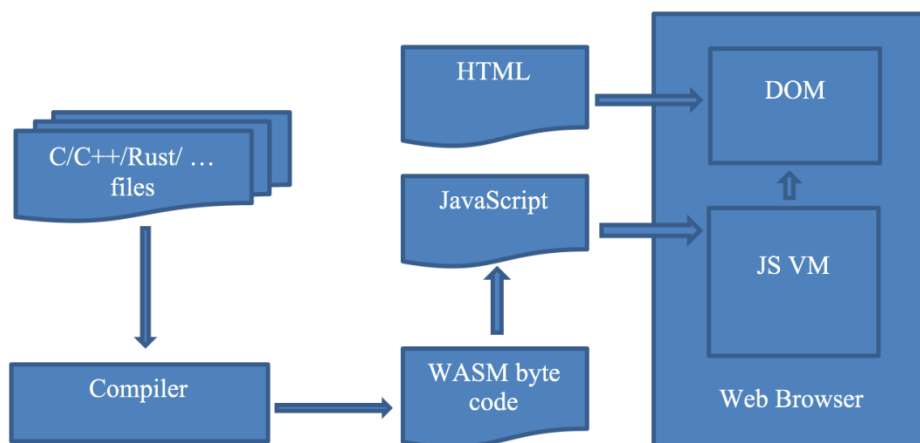 HTML
DOM
C/C++/Rust/ …
files
JavaScript
JS VM
Compiler
WASM byte
code
Web Browser